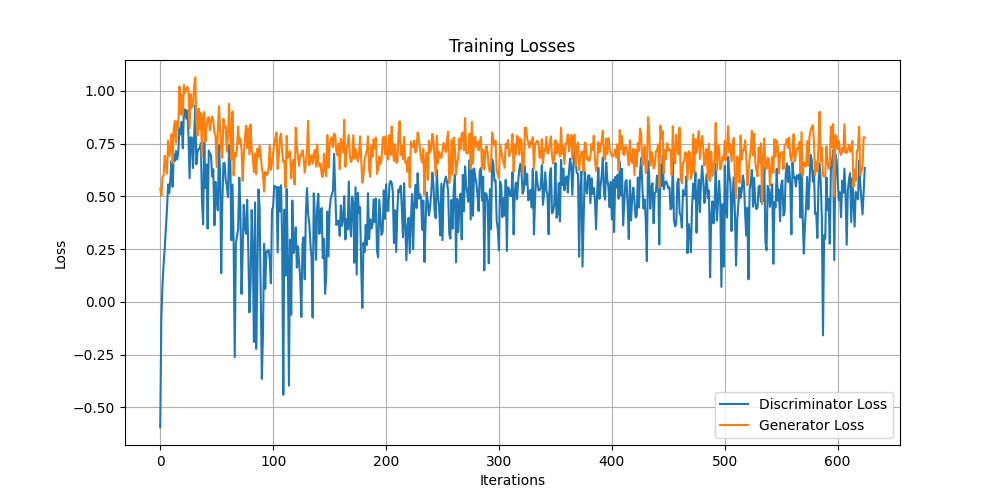 Training Losses
1.00
0.75
0.50
0.25
0.00
−0.25
−0.50
Loss
0 100 200 300 400 500 600
Iterations
Discriminator Loss
Generator Loss